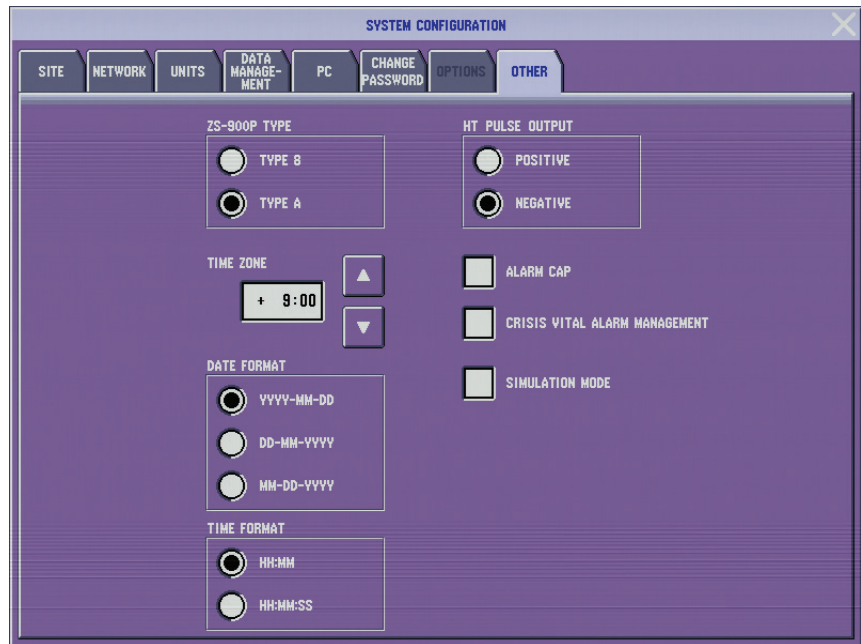 SYSTEM CONFIGURATION
SITE
NETWORK
UNITS
DATA
MANAGE-
MENT
PC
CHANGE
PASSWORD
OPTIONS
OTHER
ZS-900P TYPE
TYPE B
TYPE A
HT PULSE OUTPUT
POSITIVE
NEGATIVE
TIME ZONE
+ 9:00
ALARM CAP
CRISIS VITAL ALARM MANAGEMENT
SIMULATION MODE
DATE FORMAT
YYYY-MM-DD
DD-MM-YYYY
MM-DD-YYYY
TIME FORMAT
HH:MM
HH:MM:SS